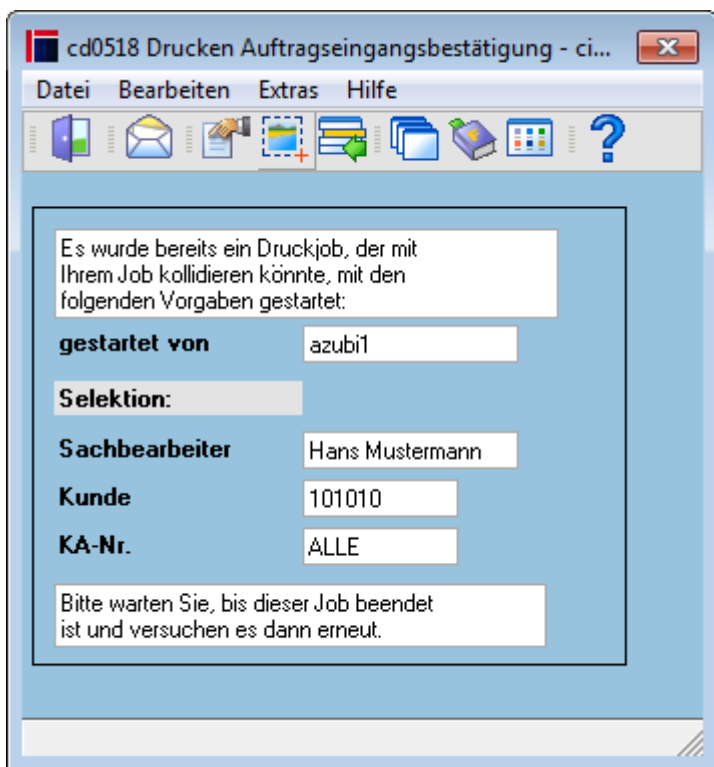 cd0518 Drucken Auftragseingangsbestätigung - ci...
Datei Bearbeiten Extras Hilfe
Es wurde bereits ein Druckjob, der mit
Ihrem Job kollidieren könnte, mit den
folgenden Vorgaben gestartet:
gestartet von azubi1
Selektion:
Sachbearbeiter Hans Mustermann
Kunde 101010
KA-Nr. ALLE
Bitte warten Sie, bis dieser Job beendet
ist und versuchen es dann erneut.